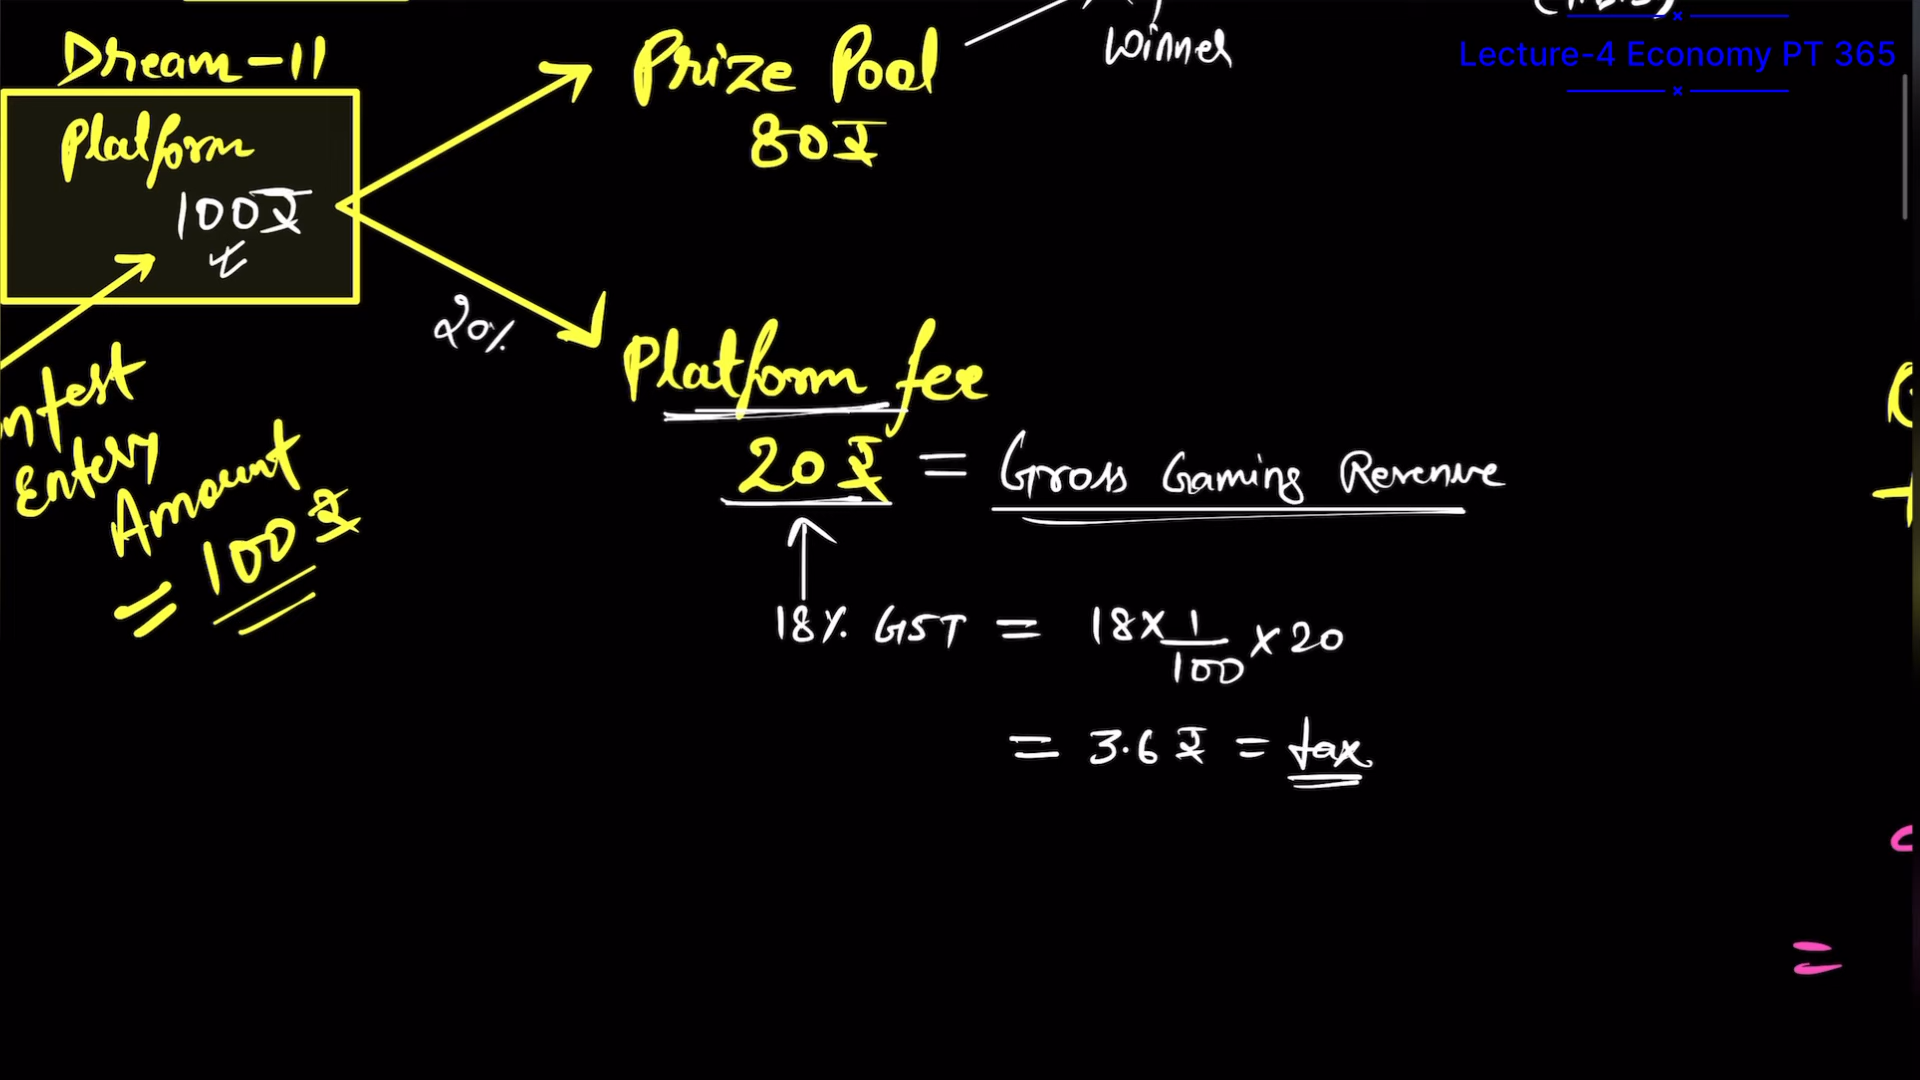 Winner
Lecture-4 Economy PT 365
Dream-11
Platform
100₹
Prize Pool
80₹
20%
Platform fee
20₹ = Gross Gaming Revenue
Entery
Amount
= 100₹
18% GST = 18 × 1/100 × 20
= 3.6₹ = tax
=